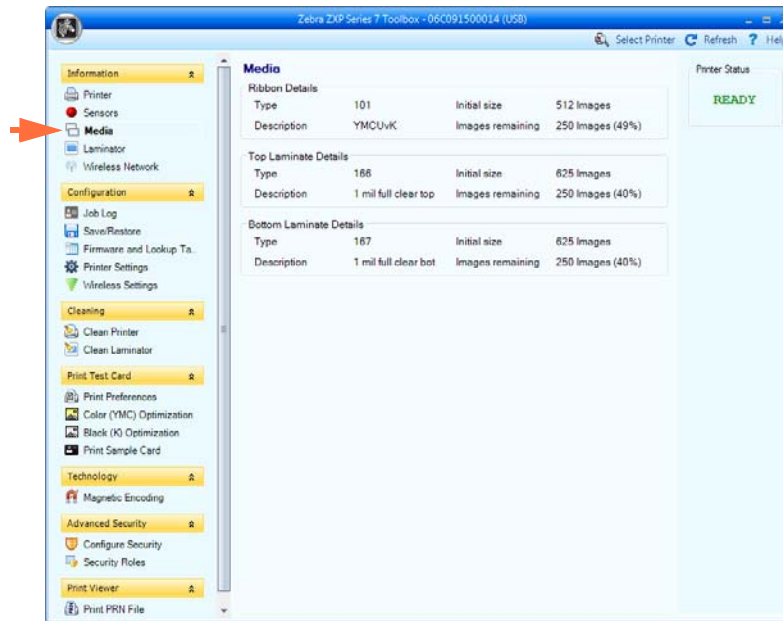 Zebra ZXP Series 7 Toolbox - 06C091500014 (USB)
Select Printer Refresh ? Help
Information
Printer
Sensors
Media
Laminator
Wireless Network
Configuration
Job Log
Save/Restore
Firmware and Lookup Ta..
Printer Settings
Wireless Settings
Cleaning
Clean Printer
Clean Laminator
Print Test Card
Print Preferences
Color (YMC) Optimization
Black (K) Optimization
Print Sample Card
Technology
Magnetic Encoding
Advanced Security
Configure Security
Security Roles
Print Viewer
Print PRN File
Media
Ribbon Details
Type 101 Initial size 512 Images
Description YMCUvK Images remaining 250 Images (49%)
Top Laminate Details
Type 166 Initial size 625 Images
Description 1 mil full clear top Images remaining 250 Images (40%)
Bottom Laminate Details
Type 167 Initial size 625 Images
Description 1 mil full clear bot Images remaining 250 Images (40%)
Printer Status
READY